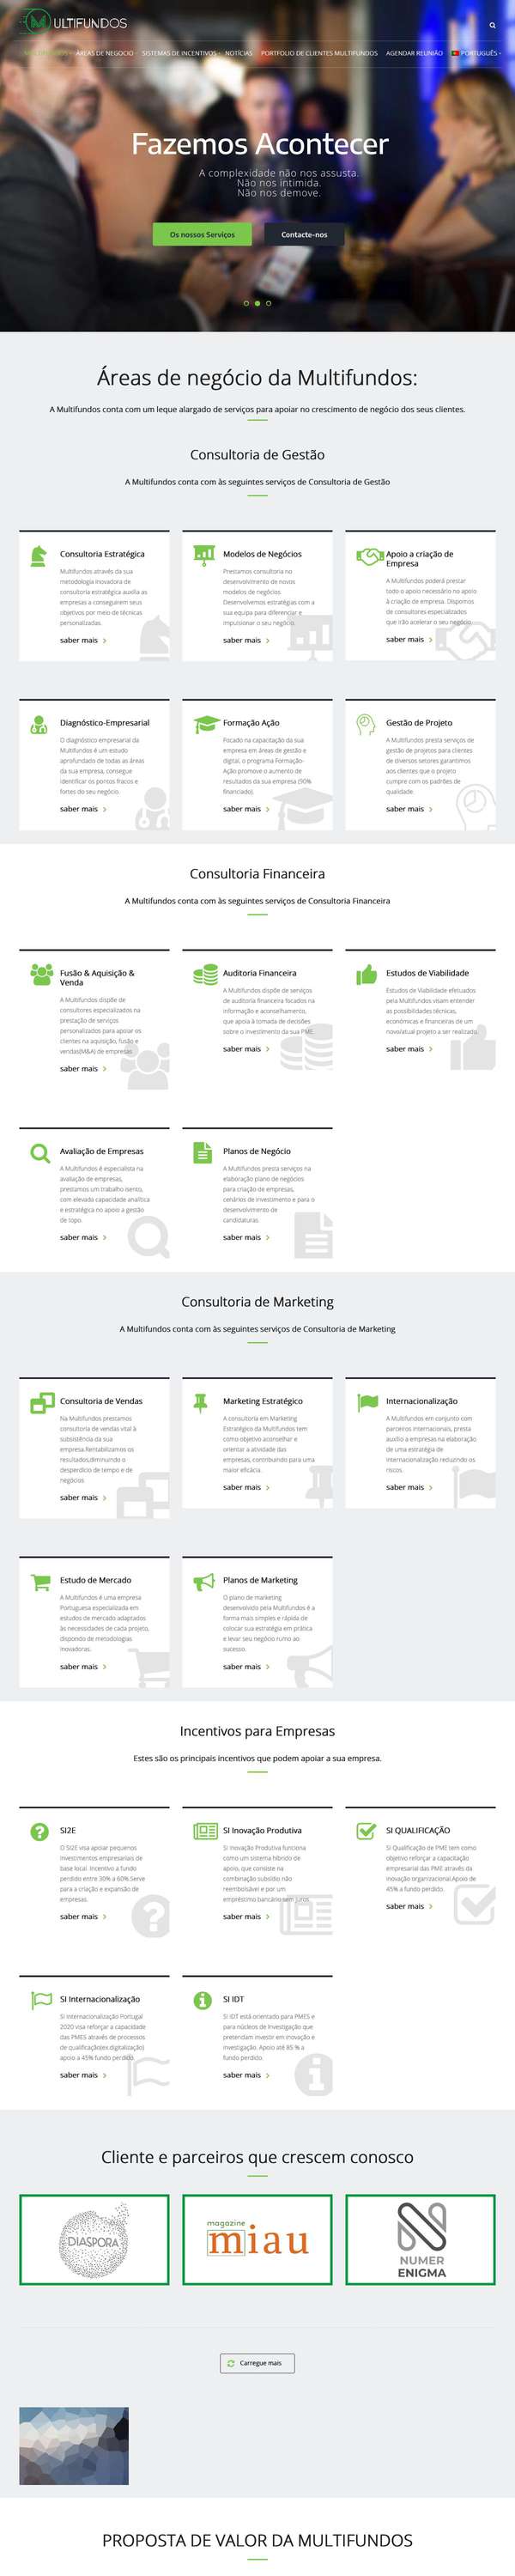 MULTIFUNDOS
ÁREAS DE NEGÓCIO SISTEMAS DE INCENTIVOS NOTÍCIAS PORTFOLIO DE CLIENTES MULTIFUNDOS AGENDAR REUNIÃO PORTUGUÊS
Fazemos Acontecer
A complexidade não nos assusta.
Não nos intimida.
Não nos demove.
Os nossos Serviços
Contacte-nos
Áreas de negócio da Multifundos:
A Multifundos conta com um leque alargado de serviços para apoiar no crescimento de negócio dos seus clientes.
Consultoria de Gestão
A Multifundos conta com às seguintes serviços de Consultoria de Gestão
Consultoria Estratégica
Multifundos através da sua
metodologia inovadora de
consultoria estratégica auxilia as
empresas a conseguirem seus
objetivos por meio de técnicas
personalizadas.
saber mais
Modelos de Negócios
Prestamos consultoria no
desenvolvimento de novos
modelos de negócios.
Desenvolvemos estratégias com a
sua equipa para diferenciar e
impulsionar o seu negócio.
saber mais
Apoio a criação de
Empresa
A Multifundos poderá prestar
todo o apoio necessário no apoio
à criação de empresa. Dispomos
de consultores especializados
que irão acelerar o seu negócio.
saber mais
Diagnóstico-Empresarial
O diagnóstico empresarial da
Multifundos é um estudo
aprofundado de todas as áreas
da sua empresa, consegue
identificar os pontos fracos e
fortes do seu negócio.
saber mais
Formação Ação
Focado na capacitação da sua
empresa em áreas de gestão e
digital, o programa Formação-
Ação promove o aumento de
resultados da sua empresa (90%
financiado).
saber mais
Gestão de Projeto
A Multifundos presta serviços de
gestão de projetos para clientes
de diversos setores garantimos
aos clientes que o projeto
cumpre com os padrões de
qualidade.
saber mais
Consultoria Financeira
A Multifundos conta com às seguintes serviços de Consultoria Financeira
Fusão & Aquisição &
Venda
A Multifundos dispõe de
consultores especializados na
prestação de serviços
personalizados para apoiar os
clientes na aquisição, fusão e
vendas(M&A) de empresas.
saber mais
Auditoria Financeira
A Multifundos dispõe de serviços
de auditoria financeira focados na
informação e aconselhamento,
que apoia à tomada de decisões
sobre o investimento da sua PME.
saber mais
Estudos de Viabilidade
Estudos de Viabilidade efetuados
pela Multifundos visam entender
as possibilidades técnicas,
económicas e financeiras de um
novo/atual projeto a ser realizado.
saber mais
Avaliação de Empresas
A Multifundos é especialista na
avaliação de empresas,
prestamos um trabalho isento,
com elevada capacidade analítica
e estratégica no apoio a gestão
de topo.
saber mais
Planos de Negócio
A Multifundos presta serviços na
elaboração plano de negócios
para criação de empresas,
cenários de investimento e para o
desenvolvimento de
candidaturas.
saber mais
Consultoria de Marketing
A Multifundos conta com às seguintes serviços de Consultoria de Marketing
Consultoria de Vendas
Na Multifundos prestamos
consultoria de vendas vital à
subsistência da sua
empresa.Rentabilizamos os
resultados,diminuindo o
desperdício de tempo e de
negócios
saber mais
Marketing Estratégico
A consultoria em Marketing
Estratégico da Multifundos tem
como objetivo aconselhar e
orientar a atividade das
empresas, contribuindo para uma
maior eficácia.
saber mais
Internacionalização
A Multifundos em conjunto com
parceiros internacionais, presta
auxílio a empresas na elaboração
de uma estratégia de
internacionalização reduzindo os
riscos.
saber mais
Estudo de Mercado
A Multifundos é uma empresa
Portuguesa especializada em
estudos de mercado adaptados
às necessidades de cada projeto,
dispondo de metodologias
inovadoras.
saber mais
Planos de Marketing
O plano de marketing
desenvolvido pela Multifundos é a
forma mais simples e rápida de
colocar sua estratégia em prática
e levar seu negócio rumo ao
sucesso.
saber mais
Incentivos para Empresas
Estes são os principais incentivos que podem apoiar a sua empresa.
SI2E
O SI2E visa apoiar pequenos
investimentos empresariais de
base local. Incentivo a fundo
perdido entre 30% a 60%.Serve
para a criação e expansão de
empresas.
saber mais
SI Inovação Produtiva
SI Inovação Produtiva funciona
como um sistema híbrido de
apoio, que consiste na
combinação subsídio não
reembolsável e por um
empréstimo bancário sem juros.
saber mais
SI QUALIFICAÇÃO
SI Qualificação de PME tem como
objetivo reforçar a capacitação
empresarial das PME através da
inovação organizacional.Apoio de
45% a fundo perdido.
saber mais
SI Internacionalização
SI Internacionalização Portugal
2020 visa reforçar a capacidade
das PMES através de processos
de qualificação(ex:digitalização)
apoio a 45% fundo perdido.
saber mais
SI IDT
SI IDT está orientado para PMES e
para núcleos de Investigação que
pretendam investir em inovação e
investigação. Apoio até 85 % a
fundo perdido.
saber mais
Cliente e parceiros que crescem conosco
DIASPORA
magazine
miau
NUMER
ENIGMA
Carregue mais
PROPOSTA DE VALOR DA MULTIFUNDOS